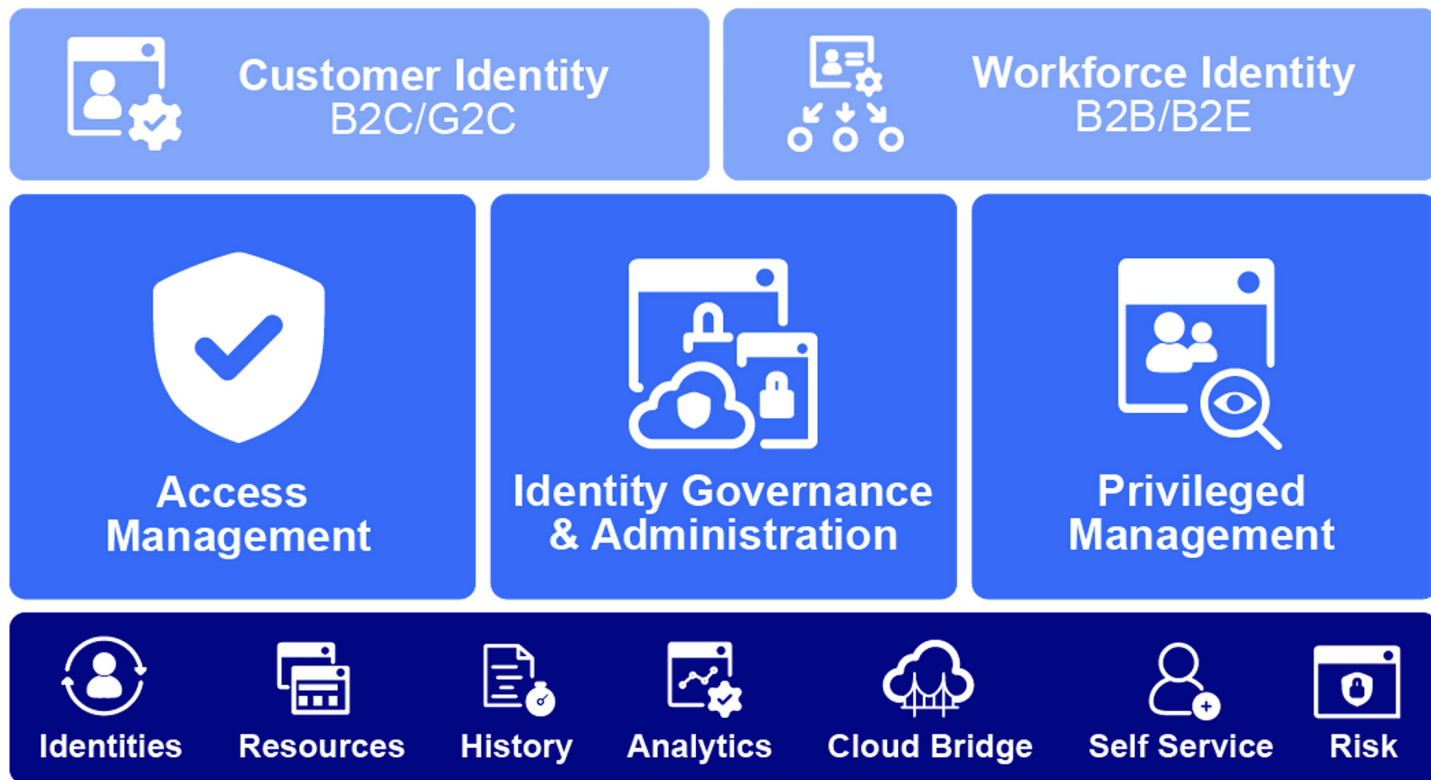 Customer Identity
B2C/G2C
Workforce Identity
B2B/B2E
Access
Management
Identity Governance
& Administration
Privileged
Management
Identities
Resources
History
Analytics
Cloud Bridge
Self Service
Risk